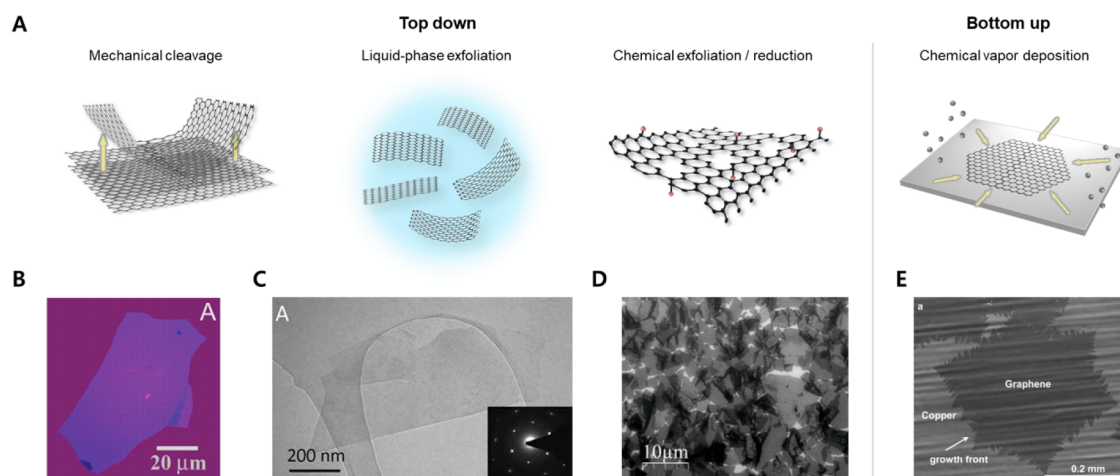 A
Top down
Bottom up
Mechanical cleavage
Liquid-phase exfoliation
Chemical exfoliation / reduction
Chemical vapor deposition
B
A
20 μm
C
A
200 nm
D
10μm
E
a
Graphene
Copper
growth front
0.2 mm